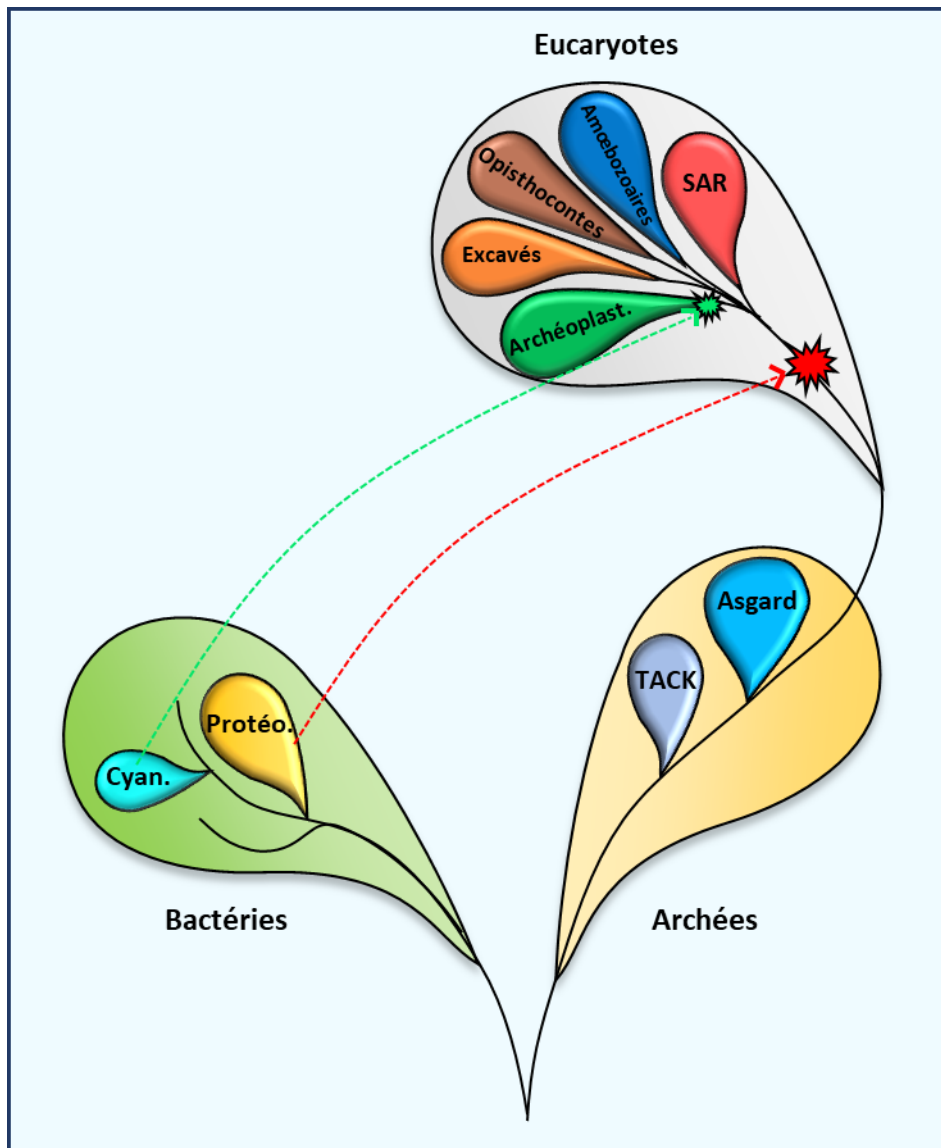 Eucaryotes
Amœbozoaires
Opisthocontes
SAR
Excavés
Archéoplast.
Asgard
TACK
Protéo.
Cyan.
Bactéries
Archées